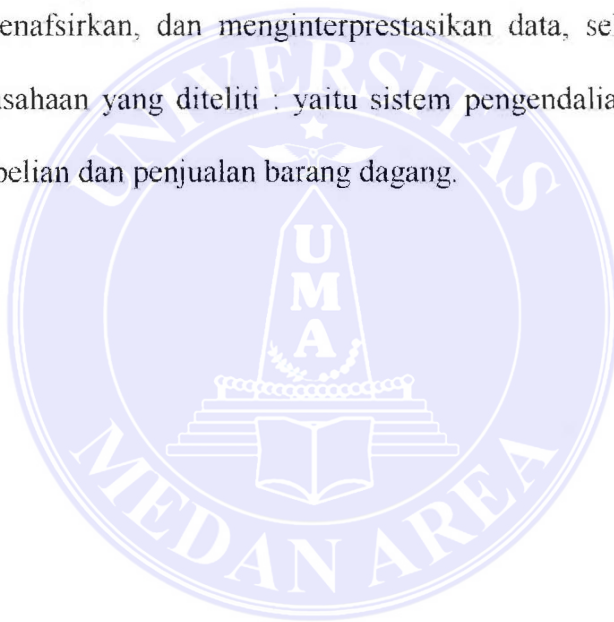 enafsirkan, dan menginterprestasikan data, se
usahaan yang diteliti : yaitu sistem pengendalia
belian dan penjualan barang dagang.
UNIVERSITAS
UMA
MEDAN AREA